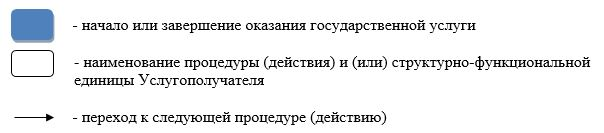 - начало или завершение оказания государственной услуги
- наименование процедуры (действия) и (или) структурно-функциональной
единицы Услугополучателя
- переход к следующей процедуре (действию)